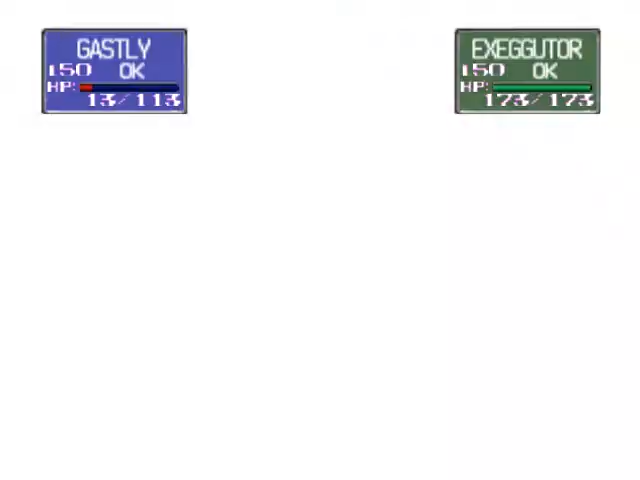 GASTLY
L50 OK
HP:
13/113
EXEGGUTOR
L50 OK
HP:
173/173